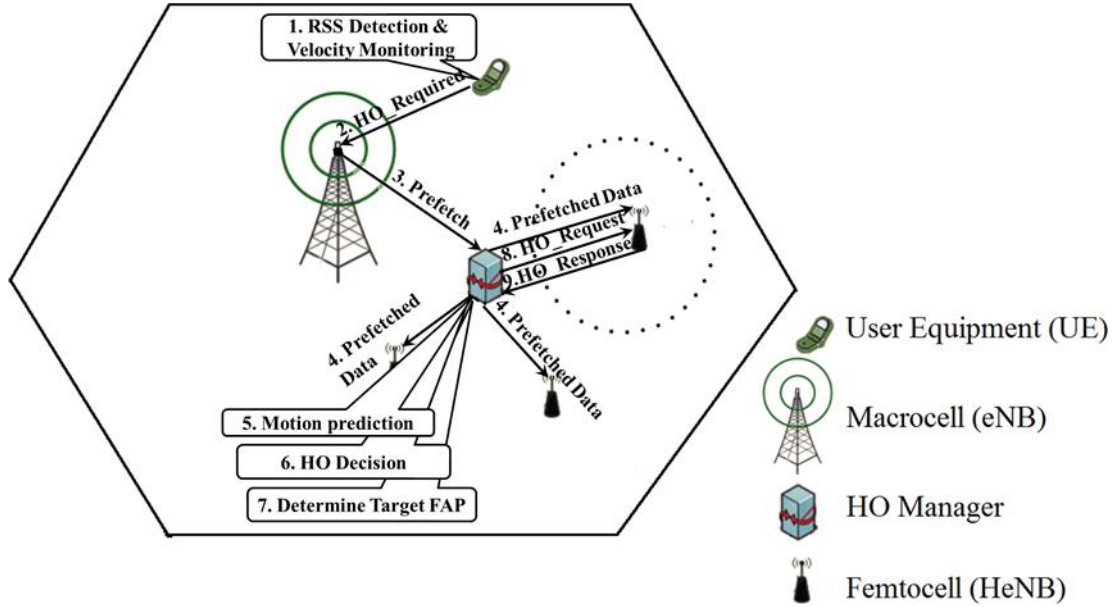 1. RSS Detection &
Velocity Monitoring
2. HO_Required
3. Prefetch
4. Prefetched Data
8. HO_Request
9.HO_Response
4. Prefetched
Data
4. Prefetched Data
5. Motion prediction
6. HO Decision
7. Determine Target FAP
User Equipment (UE)
Macrocell (eNB)
HO Manager
Femtocell (HeNB)